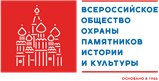 ВСЕРОССИЙСКОЕ
ОБЩЕСТВО
ОХРАНЫ
ПАМЯТНИКОВ
ИСТОРИИ
И КУЛЬТУРЫ
ОСНОВАНО В 1966